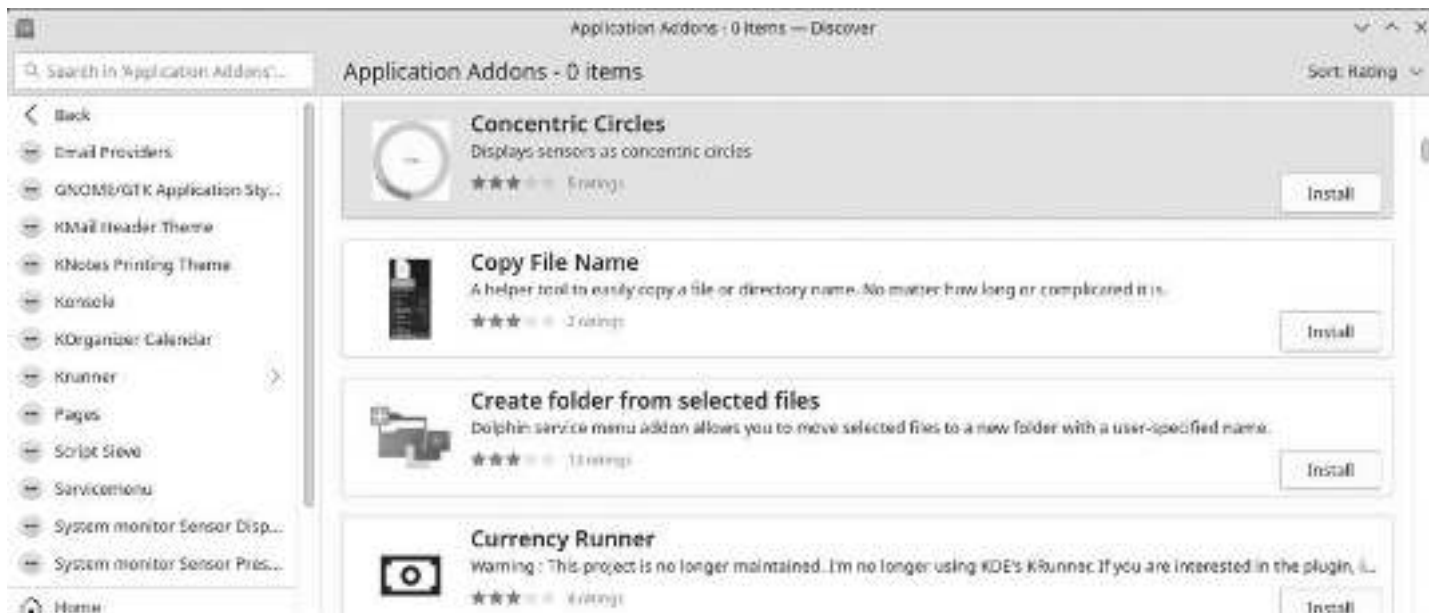 Application Addons - 0 items — Discover
Search in 'Application Addons'...
Application Addons - 0 items
Sort: Rating
Back
Email Providers
GNOME/GTK Application Sty...
KMail Header Theme
KNotes Printing Theme
Konsole
KOrganizer Calendar
Krunner
Pages
Script Sieve
Servicemenu
System monitor Sensor Disp...
System monitor Sensor Pres...
Home
Concentric Circles
Displays sensors as concentric circles
5 ratings
Install
Copy File Name
A helper tool to easily copy a file or directory name. No matter how long or complicated it is.
2 ratings
Install
Create folder from selected files
Dolphin service menu addon allows you to move selected files to a new folder with a user-specified name.
13 ratings
Install
Currency Runner
Warning : This project is no longer maintained. I'm no longer using KDE's KRunner. If you are interested in the plugin, i...
ratings
Install